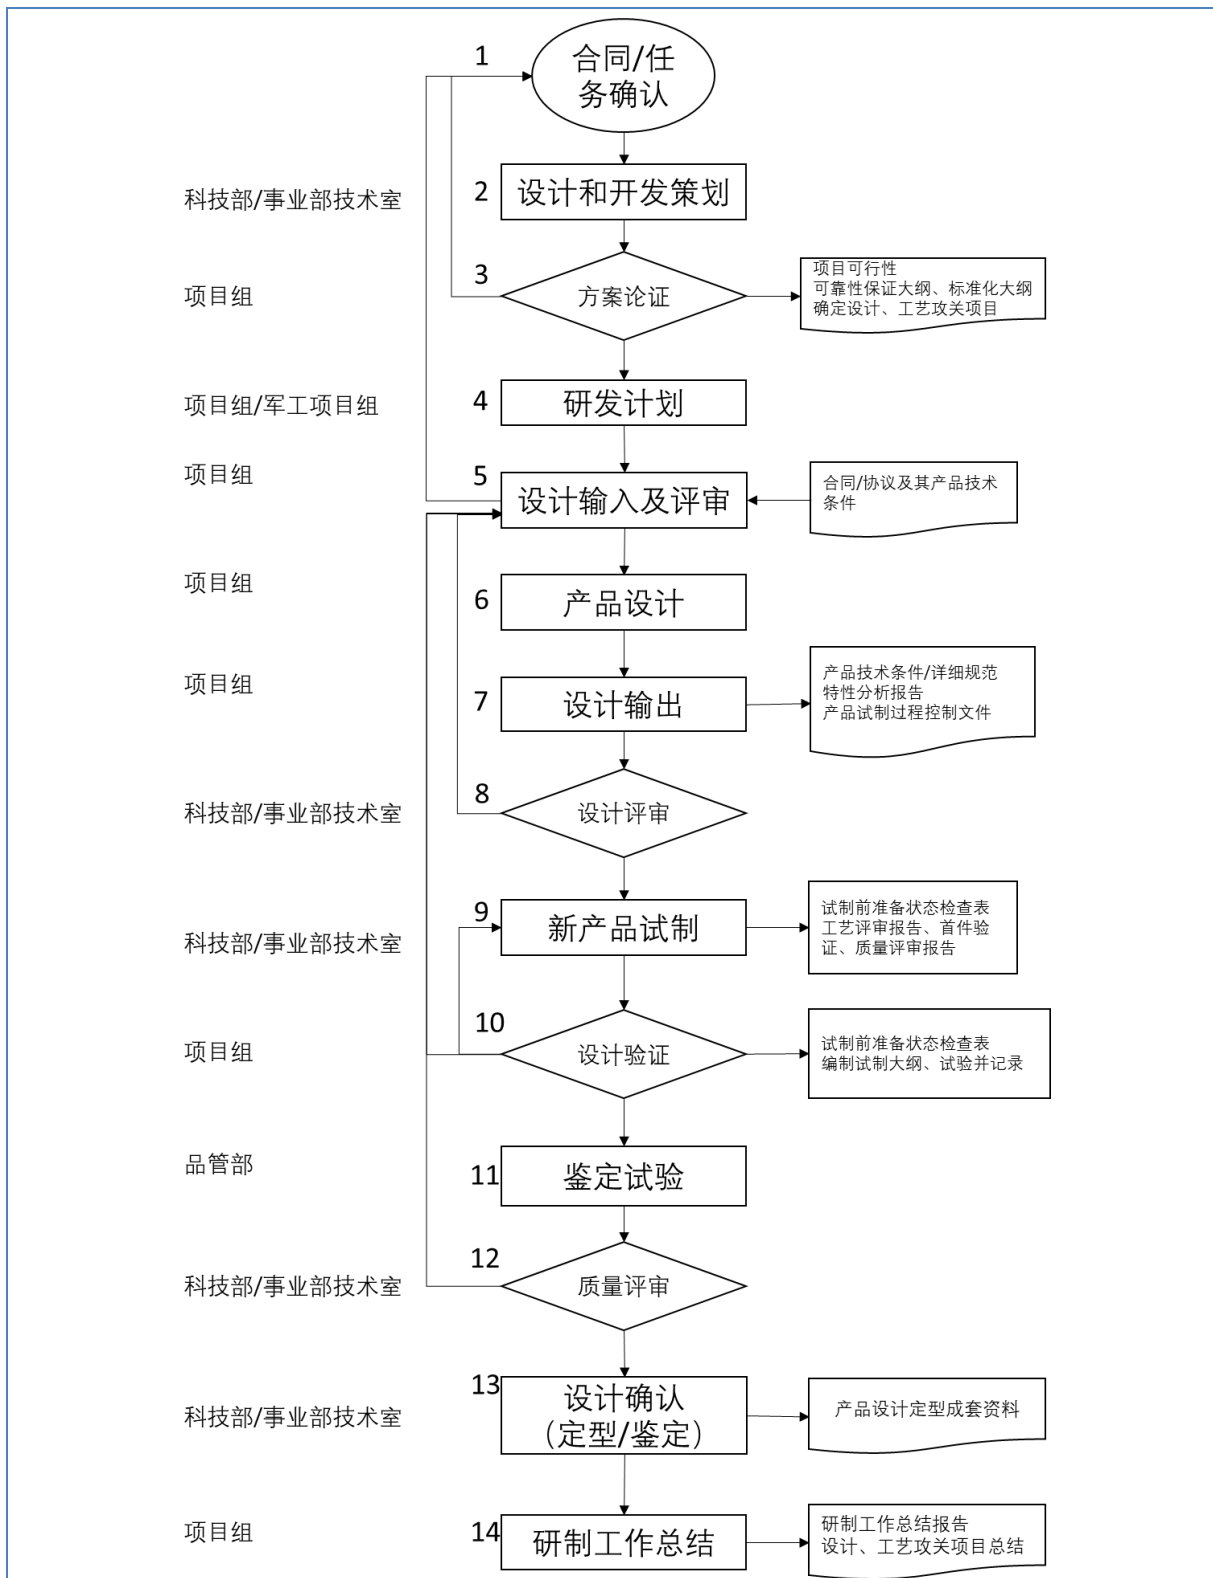 1
合同/任
务确认
科技部/事业部技术室
2
设计和开发策划
项目组
3
方案论证
项目可行性
可靠性保证大纲、标准化大纲
确定设计、工艺攻关项目
项目组/军工项目组
4
研发计划
项目组
5
设计输入及评审
合同/协议及其产品技术
条件
项目组
6
产品设计
项目组
7
设计输出
产品技术条件/详细规范
特性分析报告
产品试制过程控制文件
科技部/事业部技术室
8
设计评审
科技部/事业部技术室
9
新产品试制
试制前准备状态检查表
工艺评审报告、首件验
证、质量评审报告
项目组
10
设计验证
试制前准备状态检查表
编制试制大纲、试验并记录
品管部
11
鉴定试验
科技部/事业部技术室
12
质量评审
科技部/事业部技术室
13
设计确认
（定型/鉴定）
产品设计定型成套资料
项目组
14
研制工作总结
研制工作总结报告
设计、工艺攻关项目总结